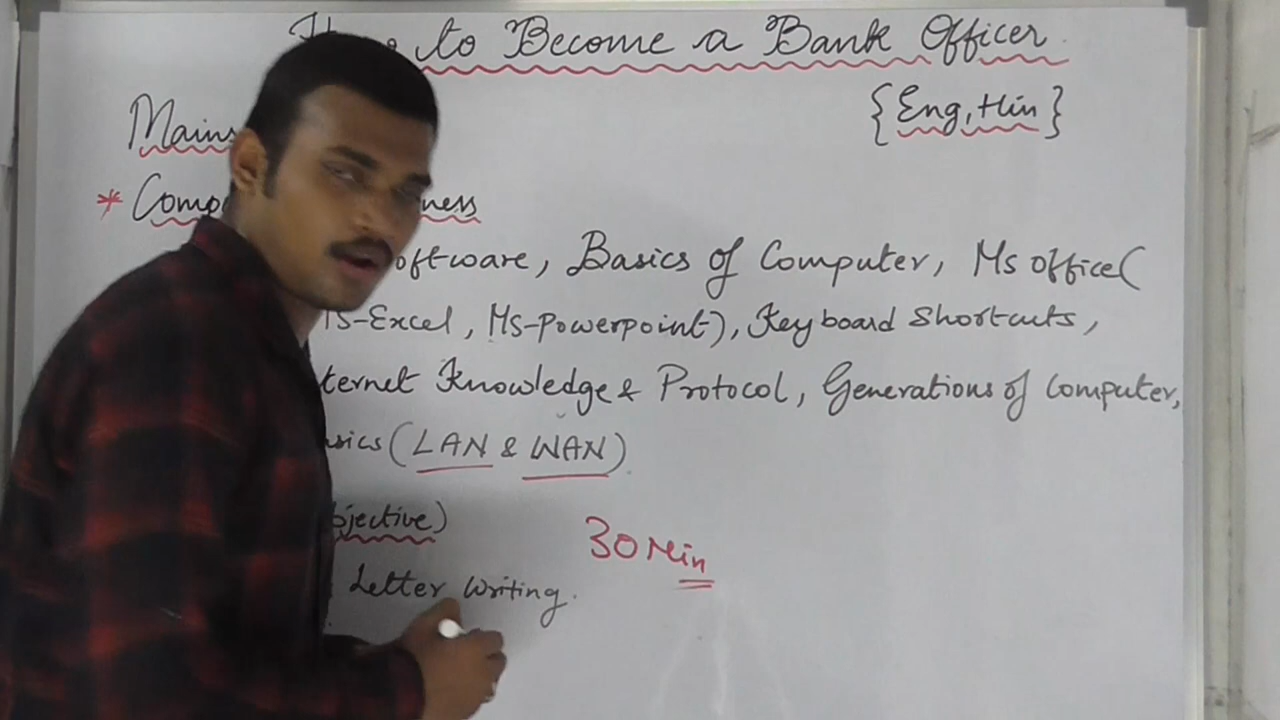 to Become a Bank Officer.
{Eng, Hin}
Mains
* Comp ness
oftware, Basics of Computer, Ms office(
Ms-Excel, Ms-Powerpoint), Keyboard Shortcuts,
ternet Knowledge & Protocol, Generations of Computer,
sics (LAN & WAN).
bjective)
30 Min
Letter Writing.